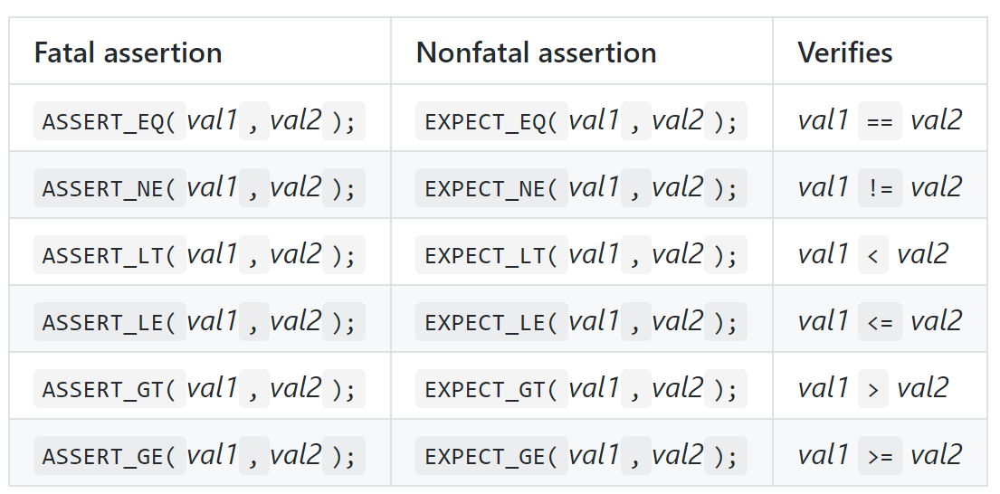 Fatal assertion Nonfatal assertion Verifies
ASSERT_EQ( val1 , val2 ); EXPECT_EQ( val1 , val2 ); val1 == val2
ASSERT_NE( val1 , val2 ); EXPECT_NE( val1 , val2 ); val1 != val2
ASSERT_LT( val1 , val2 ); EXPECT_LT( val1 , val2 ); val1 < val2
ASSERT_LE( val1 , val2 ); EXPECT_LE( val1 , val2 ); val1 <= val2
ASSERT_GT( val1 , val2 ); EXPECT_GT( val1 , val2 ); val1 > val2
ASSERT_GE( val1 , val2 ); EXPECT_GE( val1 , val2 ); val1 >= val2